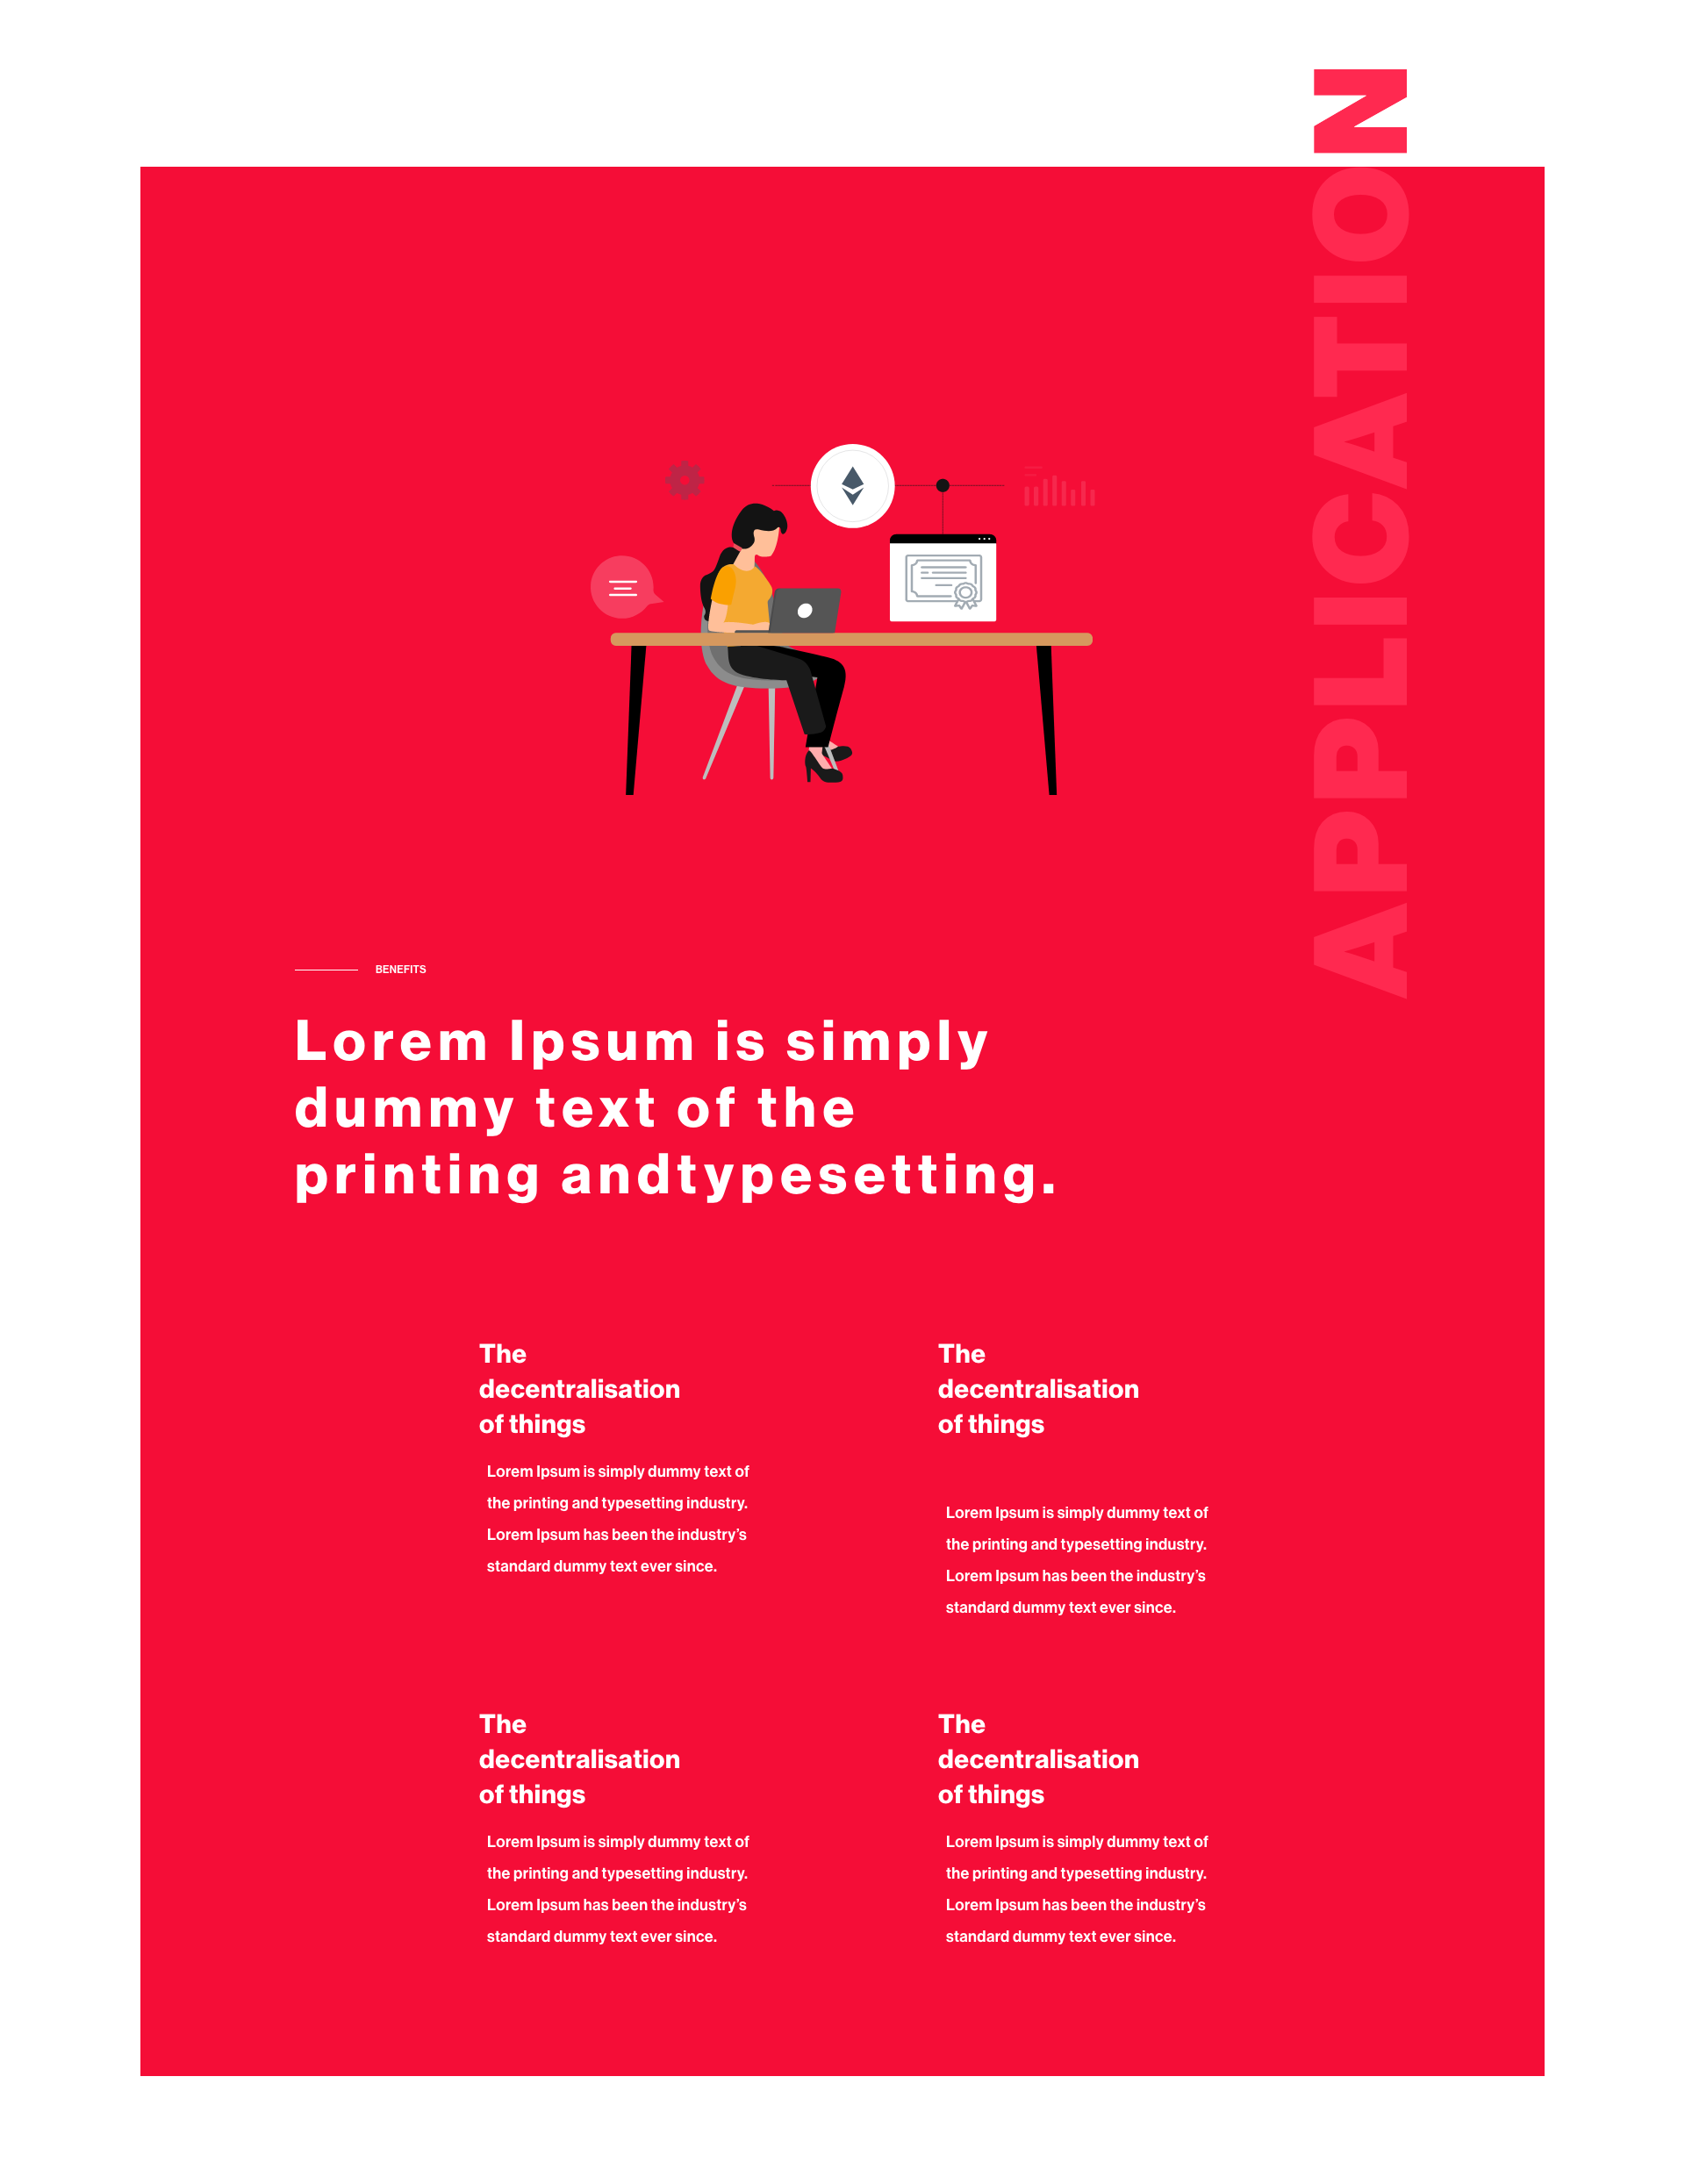 APPLICATION
BENEFITS
Lorem Ipsum is simply
dummy text of the
printing andtypesetting.
The
decentralisation
of things
Lorem Ipsum is simply dummy text of
the printing and typesetting industry.
Lorem Ipsum has been the industry’s
standard dummy text ever since.
The
decentralisation
of things
Lorem Ipsum is simply dummy text of
the printing and typesetting industry.
Lorem Ipsum has been the industry’s
standard dummy text ever since.
The
decentralisation
of things
Lorem Ipsum is simply dummy text of
the printing and typesetting industry.
Lorem Ipsum has been the industry’s
standard dummy text ever since.
The
decentralisation
of things
Lorem Ipsum is simply dummy text of
the printing and typesetting industry.
Lorem Ipsum has been the industry’s
standard dummy text ever since.